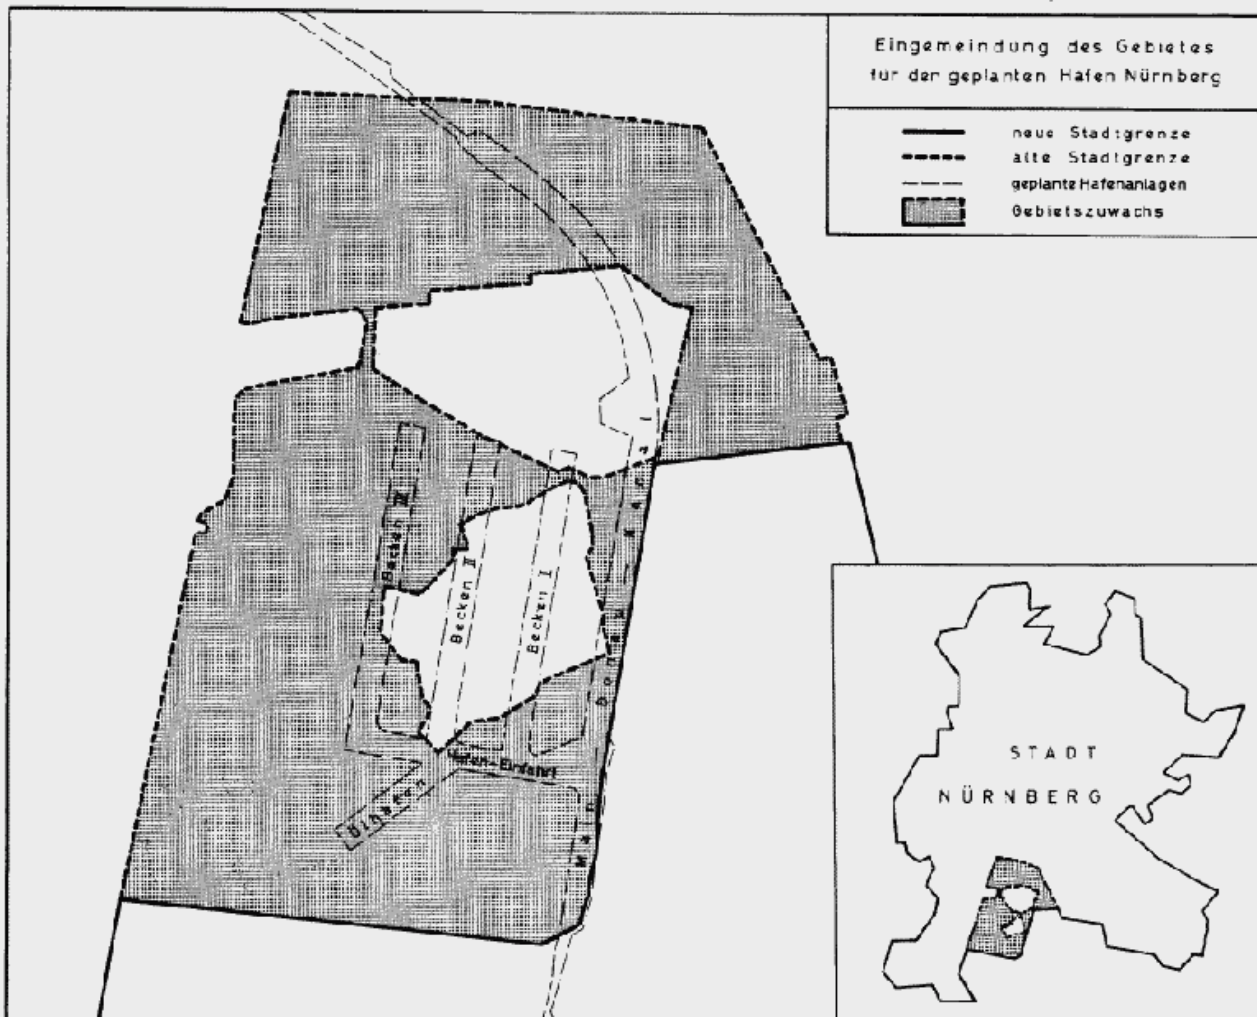 Eingemeindung des Gebietes
für den geplanten Hafen Nürnberg
neue Stadtgrenze
alte Stadtgrenze
geplante Hafenanlagen
Gebietszuwachs
Becken III
Becken II
Becken I
Main Donau Kanal
Hafen-Einfahrt
Ölhafen
STADT
NÜRNBERG